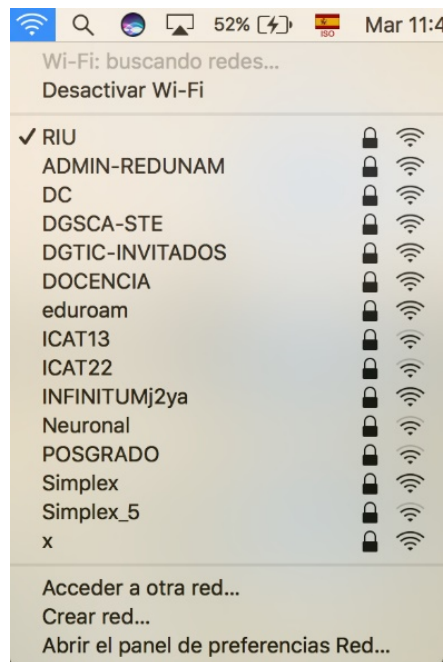 52% Mar 11:4
ISO
Wi-Fi: buscando redes...
Desactivar Wi-Fi
RIU
ADMIN-REDUNAM
DC
DGSCA-STE
DGTIC-INVITADOS
DOCENCIA
eduroam
ICAT13
ICAT22
INFINITUMj2ya
Neuronal
POSGRADO
Simplex
Simplex_5
x
Acceder a otra red...
Crear red...
Abrir el panel de preferencias Red...